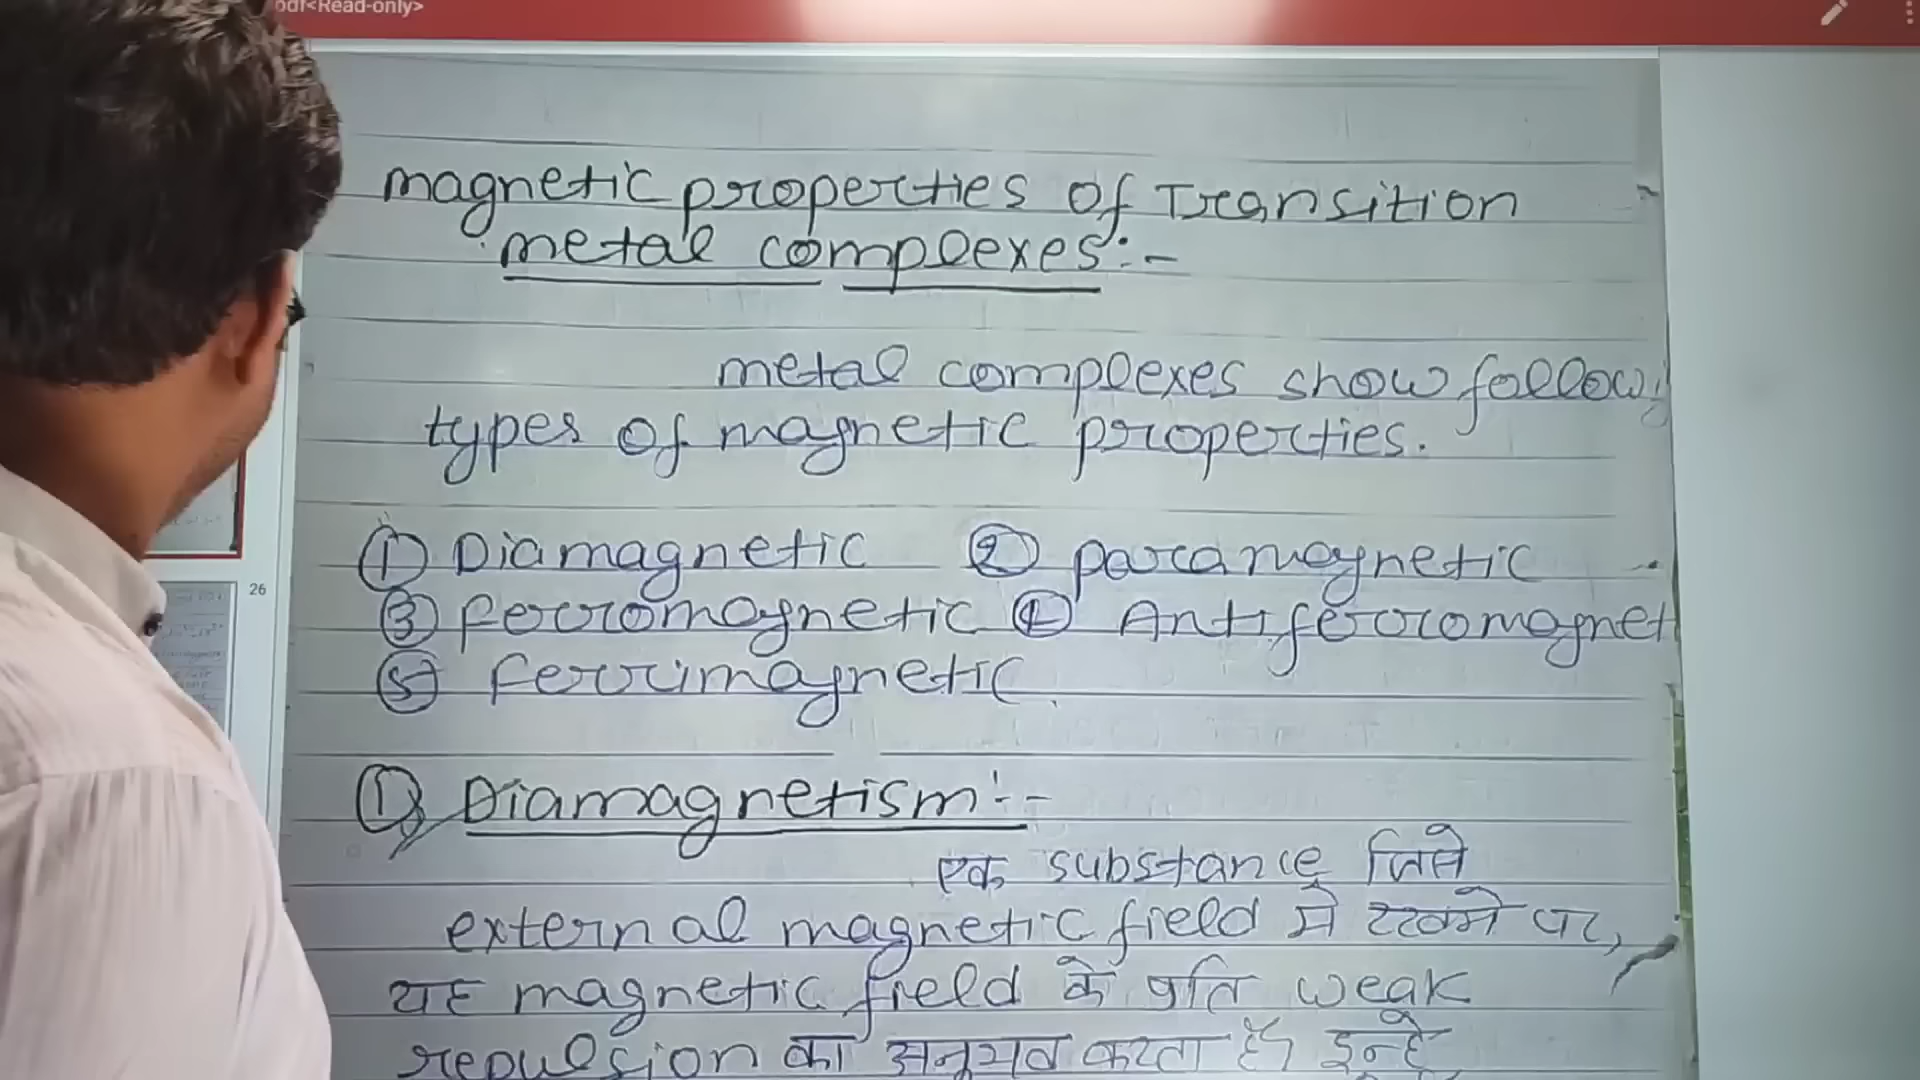 pdf<Read-only>
magnetic properties of Transition
metal complexes:-
metal complexes show follow
types of magnetic properties.
① Diamagnetic ② paramagnetic
③ ferromagnetic ④ Antiferromagnet
⑤ ferrimagnetic
26
① Diamagnetism:-
एक substance जिसे
external magnetic field मे रखने पर,
यह magnetic field के प्रति weak
repulsion का अनुभव करता है। इन्हें